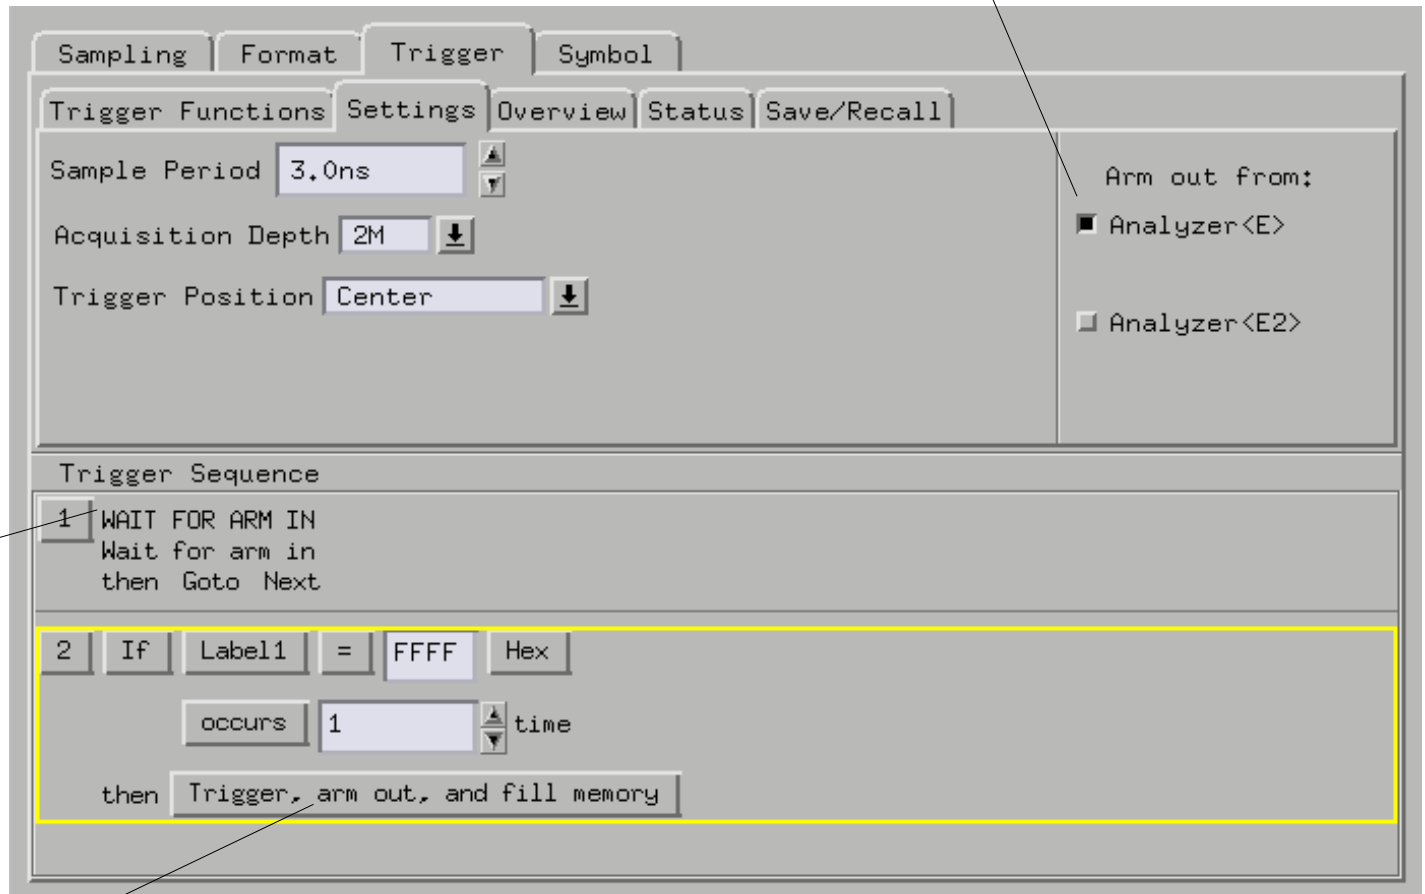 Sampling Format Trigger Symbol
Trigger Functions Settings Overview Status Save/Recall
Sample Period 3.0ns
Arm out from:
Acquisition Depth 2M
Analyzer<E>
Trigger Position Center
Analyzer<E2>
Trigger Sequence
1 WAIT FOR ARM IN
Wait for arm in
then Goto Next
2 If Label1 = FFFF Hex
occurs 1 time
then Trigger, arm out, and fill memory